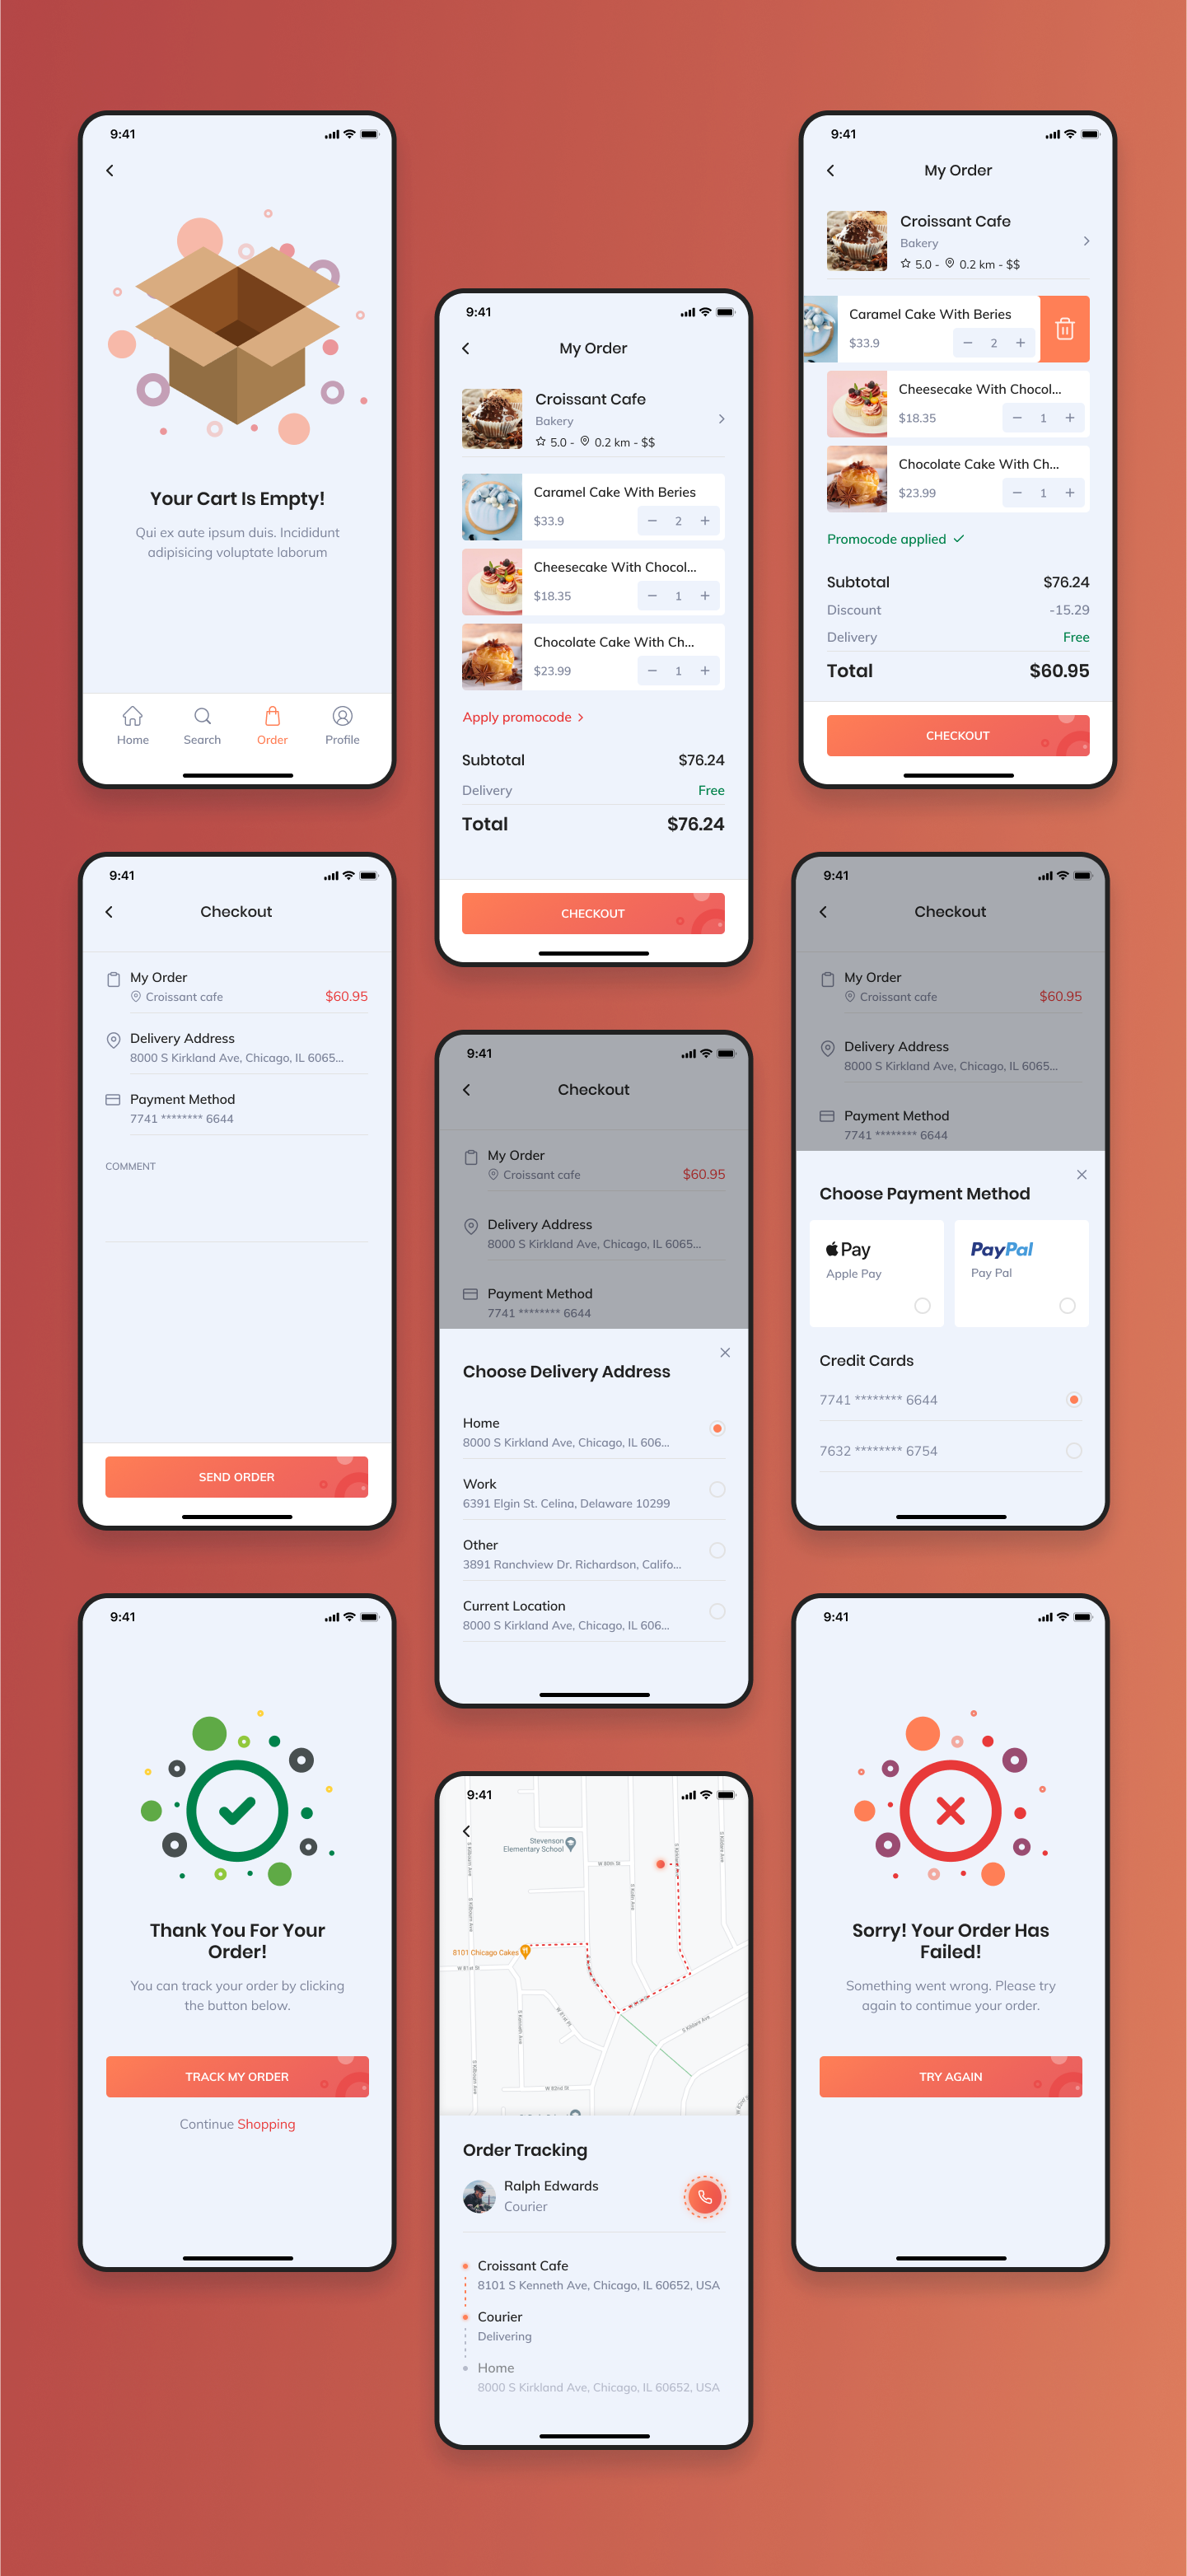 9:41
Your Cart Is Empty!
Qui ex aute ipsum duis. Incididunt
adipisicing voluptate laborum
Home Search Order Profile
9:41
My Order
Croissant Cafe
Bakery
5.0 - 0.2 km - $$
Caramel Cake With Beries
$33.9 − 2 +
Cheesecake With Chocol...
$18.35 − 1 +
Chocolate Cake With Ch...
$23.99 − 1 +
Apply promocode
Subtotal $76.24
Delivery Free
Total $76.24
CHECKOUT
9:41
My Order
Croissant Cafe
Bakery
5.0 - 0.2 km - $$
Caramel Cake With Beries
$33.9 − 2 +
Cheesecake With Chocol...
$18.35 − 1 +
Chocolate Cake With Ch...
$23.99 − 1 +
Promocode applied
Subtotal $76.24
Discount -15.29
Delivery Free
Total $60.95
CHECKOUT
9:41
Checkout
My Order
Croissant cafe $60.95
Delivery Address
8000 S Kirkland Ave, Chicago, IL 6065...
Payment Method
7741 ******** 6644
COMMENT
SEND ORDER
9:41
Checkout
My Order
Croissant cafe $60.95
Delivery Address
8000 S Kirkland Ave, Chicago, IL 6065...
Payment Method
7741 ******** 6644
Choose Delivery Address
Home
8000 S Kirkland Ave, Chicago, IL 606...
Work
6391 Elgin St. Celina, Delaware 10299
Other
3891 Ranchview Dr. Richardson, Califo...
Current Location
8000 S Kirkland Ave, Chicago, IL 606...
9:41
Checkout
My Order
Croissant cafe $60.95
Delivery Address
8000 S Kirkland Ave, Chicago, IL 6065...
Payment Method
7741 ******** 6644
Choose Payment Method
Pay PayPal
Apple Pay Pay Pal
Credit Cards
7741 ******** 6644
7632 ******** 6754
9:41
Thank You For Your
Order!
You can track your order by clicking
the button below.
TRACK MY ORDER
Continue Shopping
9:41
Stevenson
Elementary School
W 80th St
8101 Chicago Cakes
W 81st St
W 81st Pl
S Kenneth Ave
S Kilbourn Ave
S Kildare Ave
W 82nd St
Order Tracking
Ralph Edwards
Courier
Croissant Cafe
8101 S Kenneth Ave, Chicago, IL 60652, USA
Courier
Delivering
Home
8000 S Kirkland Ave, Chicago, IL 60652, USA
9:41
Sorry! Your Order Has
Failed!
Something went wrong. Please try
again to contimue your order.
TRY AGAIN